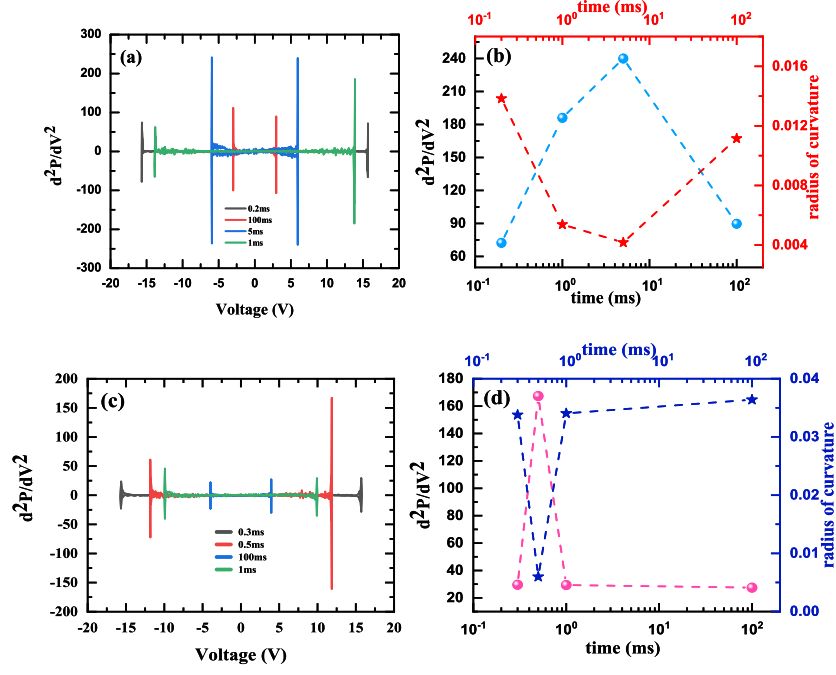 (a)
300
200
100
0
-100
-200
-300
d²P/dV²
0.2ms
100ms
5ms
1ms
-20 -15 -10 -5 0 5 10 15 20
Voltage (V)
time (ms)
10⁻¹ 10⁰ 10¹ 10²
(b)
240
210
180
150
120
90
60
d²P/dV²
0.016
0.012
0.008
0.004
radius of curvature
10⁻¹ 10⁰ 10¹ 10²
time (ms)
(c)
200
150
100
50
0
-50
-100
-150
-200
d²P/dV²
0.3ms
0.5ms
100ms
1ms
-20 -15 -10 -5 0 5 10 15 20
Voltage (V)
time (ms)
10⁻¹ 10⁰ 10¹ 10²
(d)
180
160
140
120
100
80
60
40
20
d²P/dV²
0.04
0.03
0.02
0.01
0.00
radius of curvature
10⁻¹ 10⁰ 10¹ 10²
time (ms)